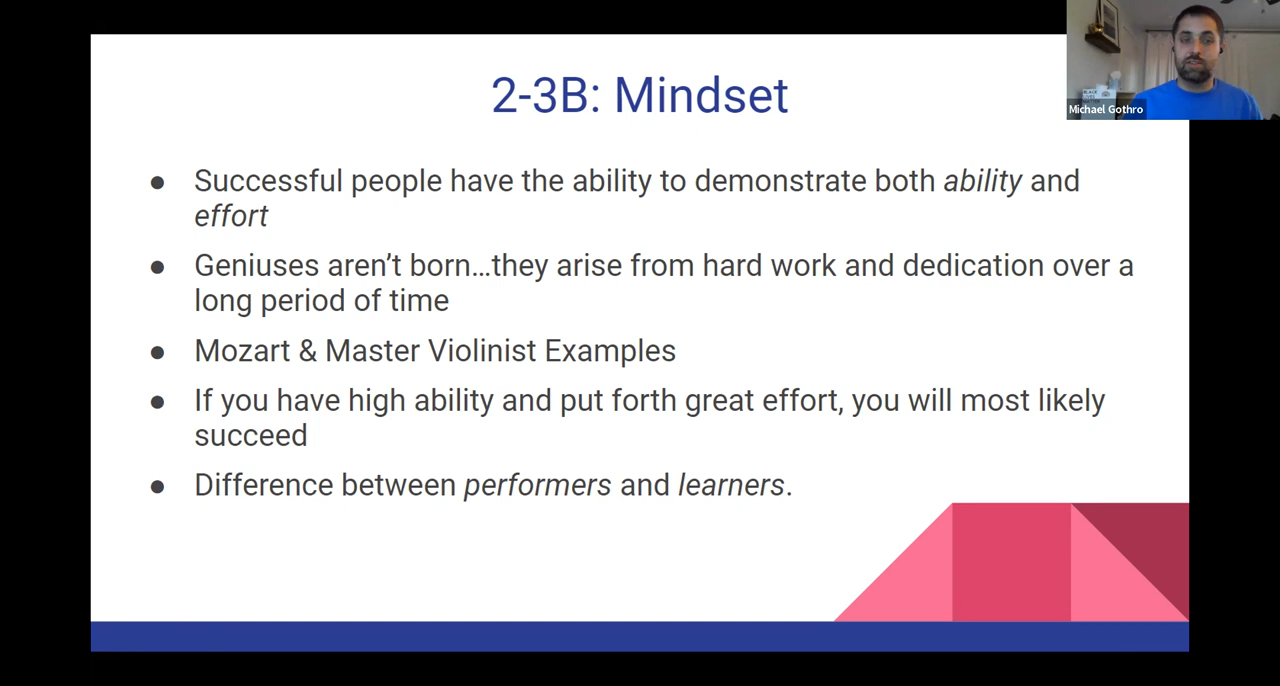 2-3B: Mindset
Michael Gothro
● Successful people have the ability to demonstrate both ability and
effort
● Geniuses aren’t born...they arise from hard work and dedication over a
long period of time
● Mozart & Master Violinist Examples
● If you have high ability and put forth great effort, you will most likely
succeed
● Difference between performers and learners.